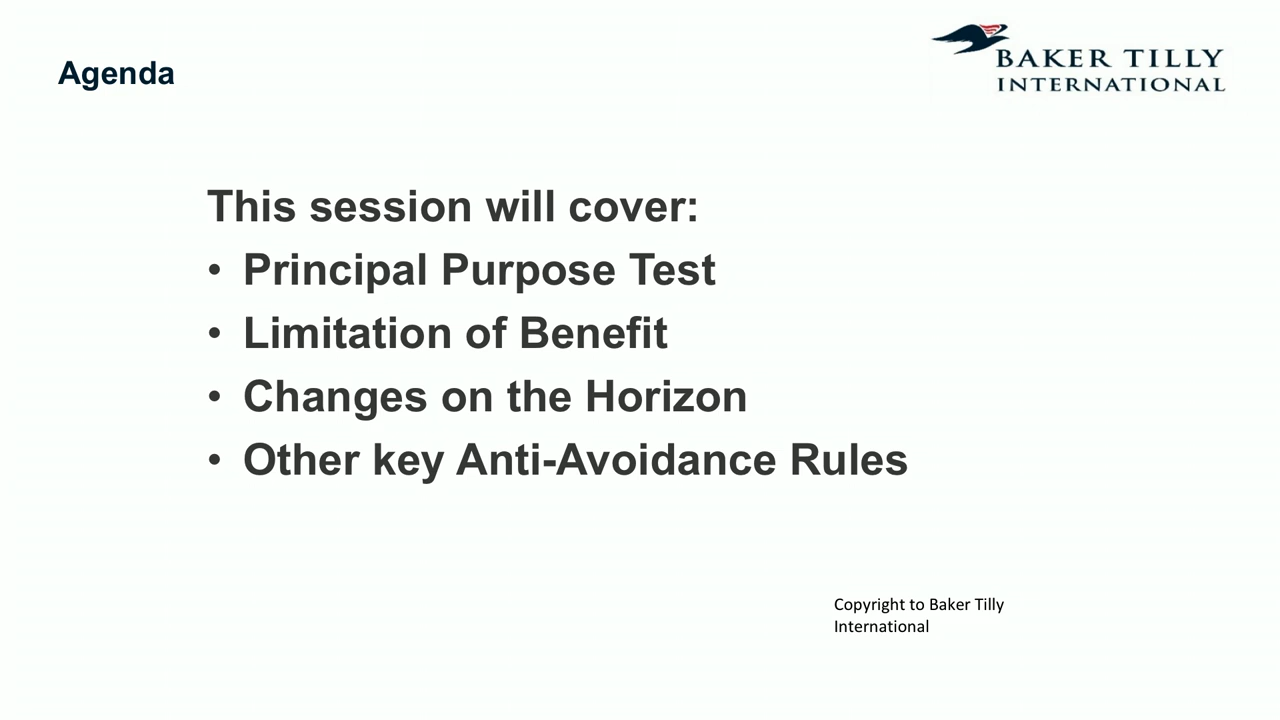 Agenda
BAKER TILLY
INTERNATIONAL
This session will cover:
• Principal Purpose Test
• Limitation of Benefit
• Changes on the Horizon
• Other key Anti-Avoidance Rules
Copyright to Baker Tilly
International